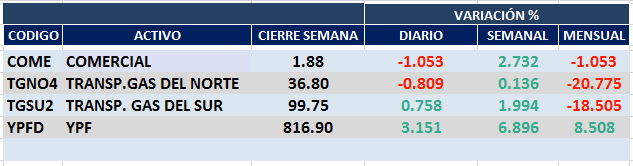 VARIACIÓN %
CODIGO ACTIVO CIERRE SEMANA DIARIO SEMANAL MENSUAL
COME COMERCIAL 1.88 -1.053 2.732 -1.053
TGNO4 TRANSP.GAS DEL NORTE 36.80 -0.809 0.136 -20.775
TGSU2 TRANSP. GAS DEL SUR 99.75 0.758 1.994 -18.505
YPFD YPF 816.90 3.151 6.896 8.508